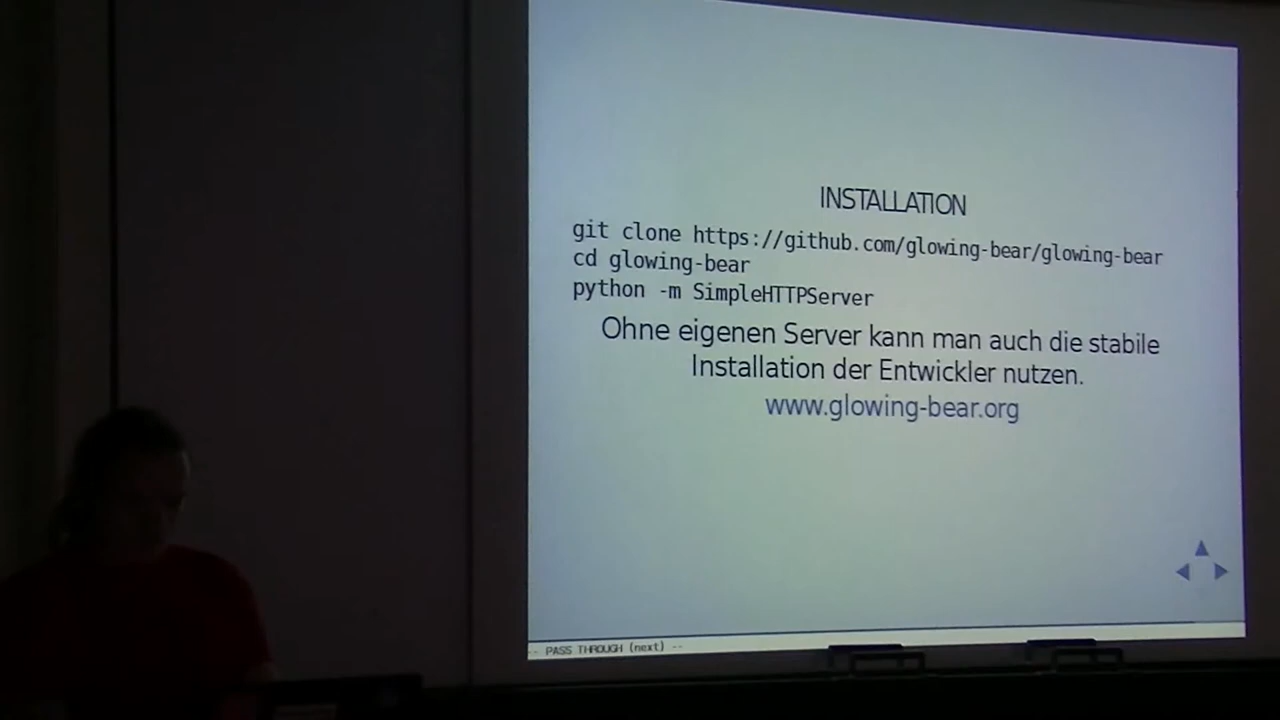 INSTALLATION
git clone https://github.com/glowing-bear/glowing-bear
cd glowing-bear
python -m SimpleHTTPServer
Ohne eigenen Server kann man auch die stabile
Installation der Entwickler nutzen.
www.glowing-bear.org
-- PASS THROUGH (next) --